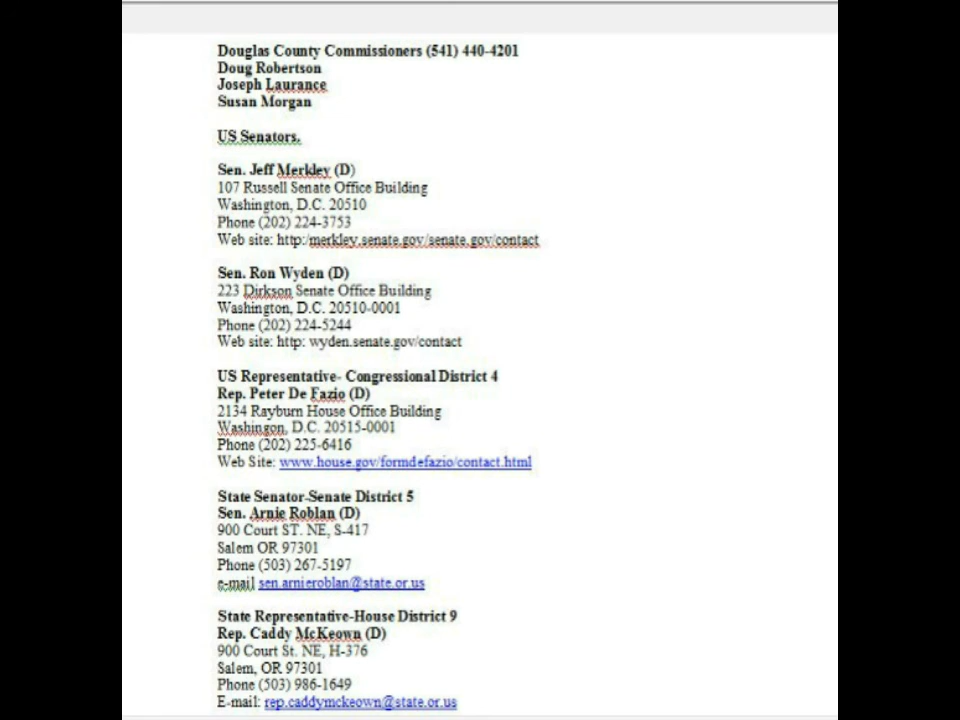 Douglas County Commissioners (541) 440-4201
Doug Robertson
Joseph Laurance
Susan Morgan
US Senators.
Sen. Jeff Merkley (D)
107 Russell Senate Office Building
Washington, D.C. 20510
Phone (202) 224-3753
Web site: http:/merkley.senate.gov/senate.gov/contact
Sen. Ron Wyden (D)
223 Dirkson Senate Office Building
Washington, D.C. 20510-0001
Phone (202) 224-5244
Web site: http: wyden.senate.gov/contact
US Representative- Congressional District 4
Rep. Peter De Fazio (D)
2134 Rayburn House Office Building
Washingon, D.C. 20515-0001
Phone (202) 225-6416
Web Site: www.house.gov/formdefazio/contact.html
State Senator-Senate District 5
Sen. Arnie Roblan (D)
900 Court ST. NE, S-417
Salem OR 97301
Phone (503) 267-5197
e-mail sen.arnieroblan@state.or.us
State Representative-House District 9
Rep. Caddy McKeown (D)
900 Court St. NE, H-376
Salem, OR 97301
Phone (503) 986-1649
E-mail: rep.caddymckeown@state.or.us